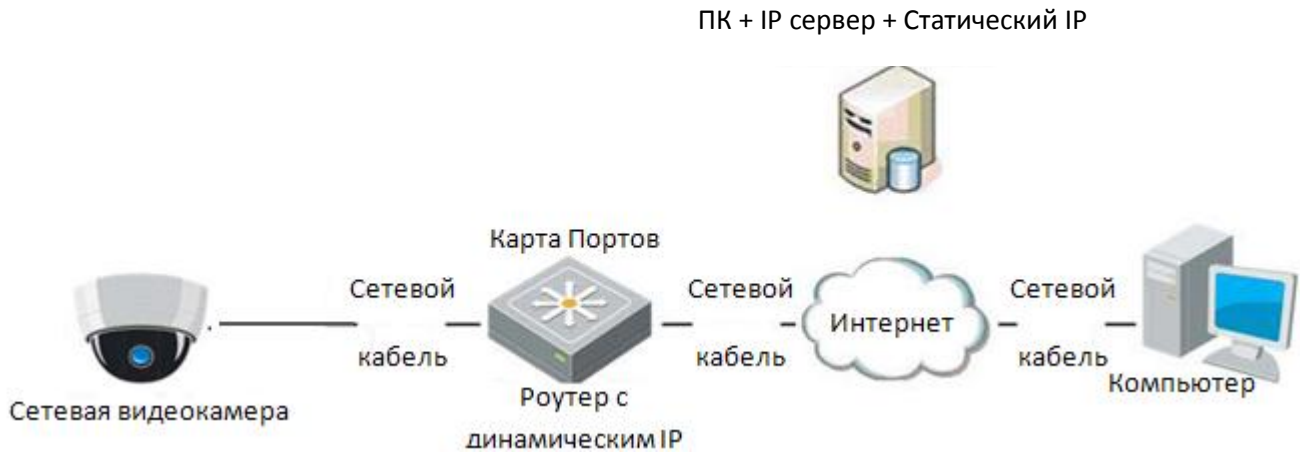 ПК + IP сервер + Статический IP
Карта Портов
Сетевой
кабель
Сетевой
кабель
Интернет
Сетевой
кабель
Сетевая видеокамера
Роутер с
динамическим IP
Компьютер